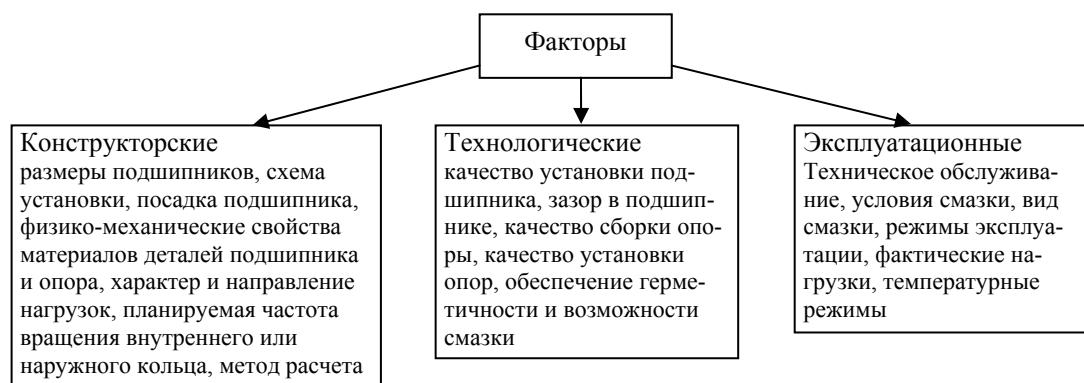 Факторы
Конструкторские
размеры подшипников, схема
установки, посадка подшипника,
физико-механические свойства
материалов деталей подшипника
и опора, характер и направление
нагрузок, планируемая частота
вращения внутреннего или
наружного кольца, метод расчета
Технологические
качество установки под-
шипника, зазор в подшип-
нике, качество сборки опо-
ры, качество установки
опор, обеспечение герме-
тичности и возможности
смазки
Эксплуатационные
Техническое обслужива-
ние, условия смазки, вид
смазки, режимы эксплуа-
тации, фактические на-
грузки, температурные
режимы